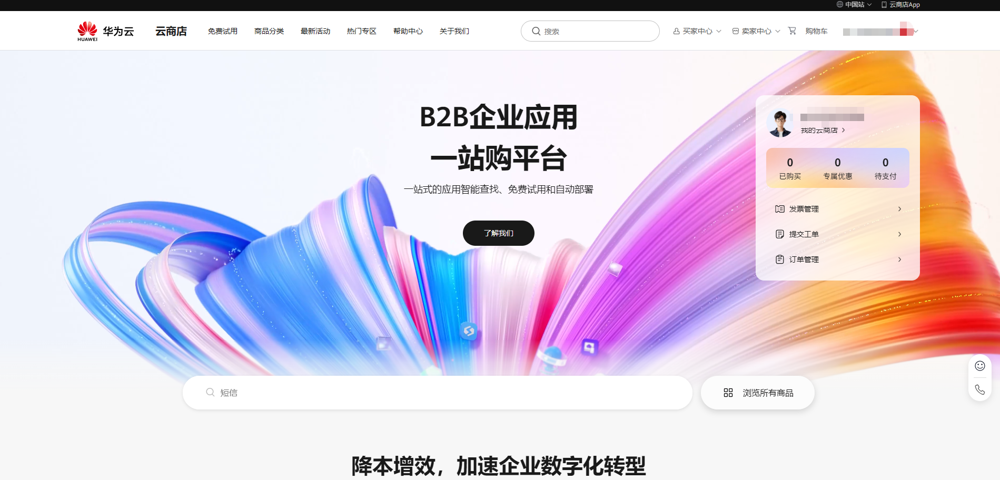 中国站
云商店App
HUAWEI
华为云
云商店
免费试用
商品分类
最新活动
热门专区
帮助中心
关于我们
搜索
买家中心
卖家中心
购物车
B2B企业应用
一站购平台
一站式的应用智能查找、免费试用和自动部署
了解我们
我的云商店
0 0 0
已购买 专属优惠 待支付
发票管理
提交工单
订单管理
短信
浏览所有商品
降本增效，加速企业数字化转型